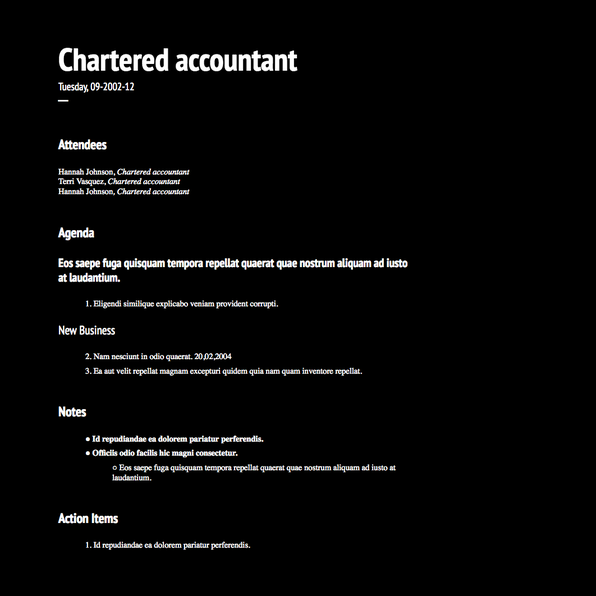 Chartered accountant
Tuesday, 09-2002-12
—
Attendees
Hannah Johnson, Chartered accountant
Terri Vasquez, Chartered accountant
Hannah Johnson, Chartered accountant
Agenda
Eos saepe fuga quisquam tempora repellat quaerat quae nostrum aliquam ad iusto
at laudantium.
1. Eligendi similique explicabo veniam provident corrupti.
New Business
2. Nam nesciunt in odio quaerat. 20,02,2004
3. Ea aut velit repellat magnam excepturi quidem quia nam quam inventore repellat.
Notes
● Id repudiandae ea dolorem pariatur perferendis.
● Officiis odio facilis hic magni consectetur.
○ Eos saepe fuga quisquam tempora repellat quaerat quae nostrum aliquam ad iusto at
laudantium.
Action Items
1. Id repudiandae ea dolorem pariatur perferendis.